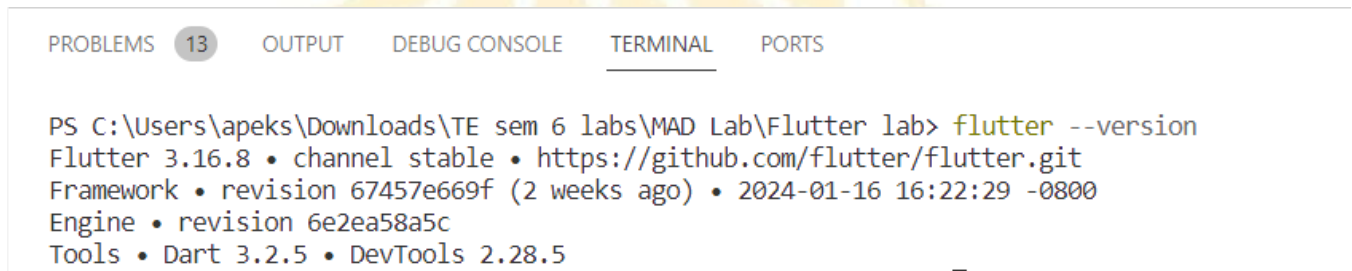 PROBLEMS 13 OUTPUT DEBUG CONSOLE TERMINAL PORTS
PS C:\Users\apeks\Downloads\TE sem 6 labs\MAD Lab\Flutter lab> flutter --version
Flutter 3.16.8 • channel stable • https://github.com/flutter/flutter.git
Framework • revision 67457e669f (2 weeks ago) • 2024-01-16 16:22:29 -0800
Engine • revision 6e2ea58a5c
Tools • Dart 3.2.5 • DevTools 2.28.5